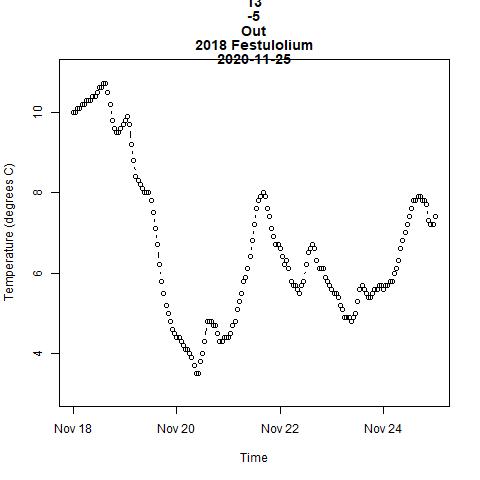 13
-5
Out
2018 Festulolium
2020-11-25
Temperature (degrees C)
10
8
6
4
Nov 18 Nov 20 Nov 22 Nov 24
Time